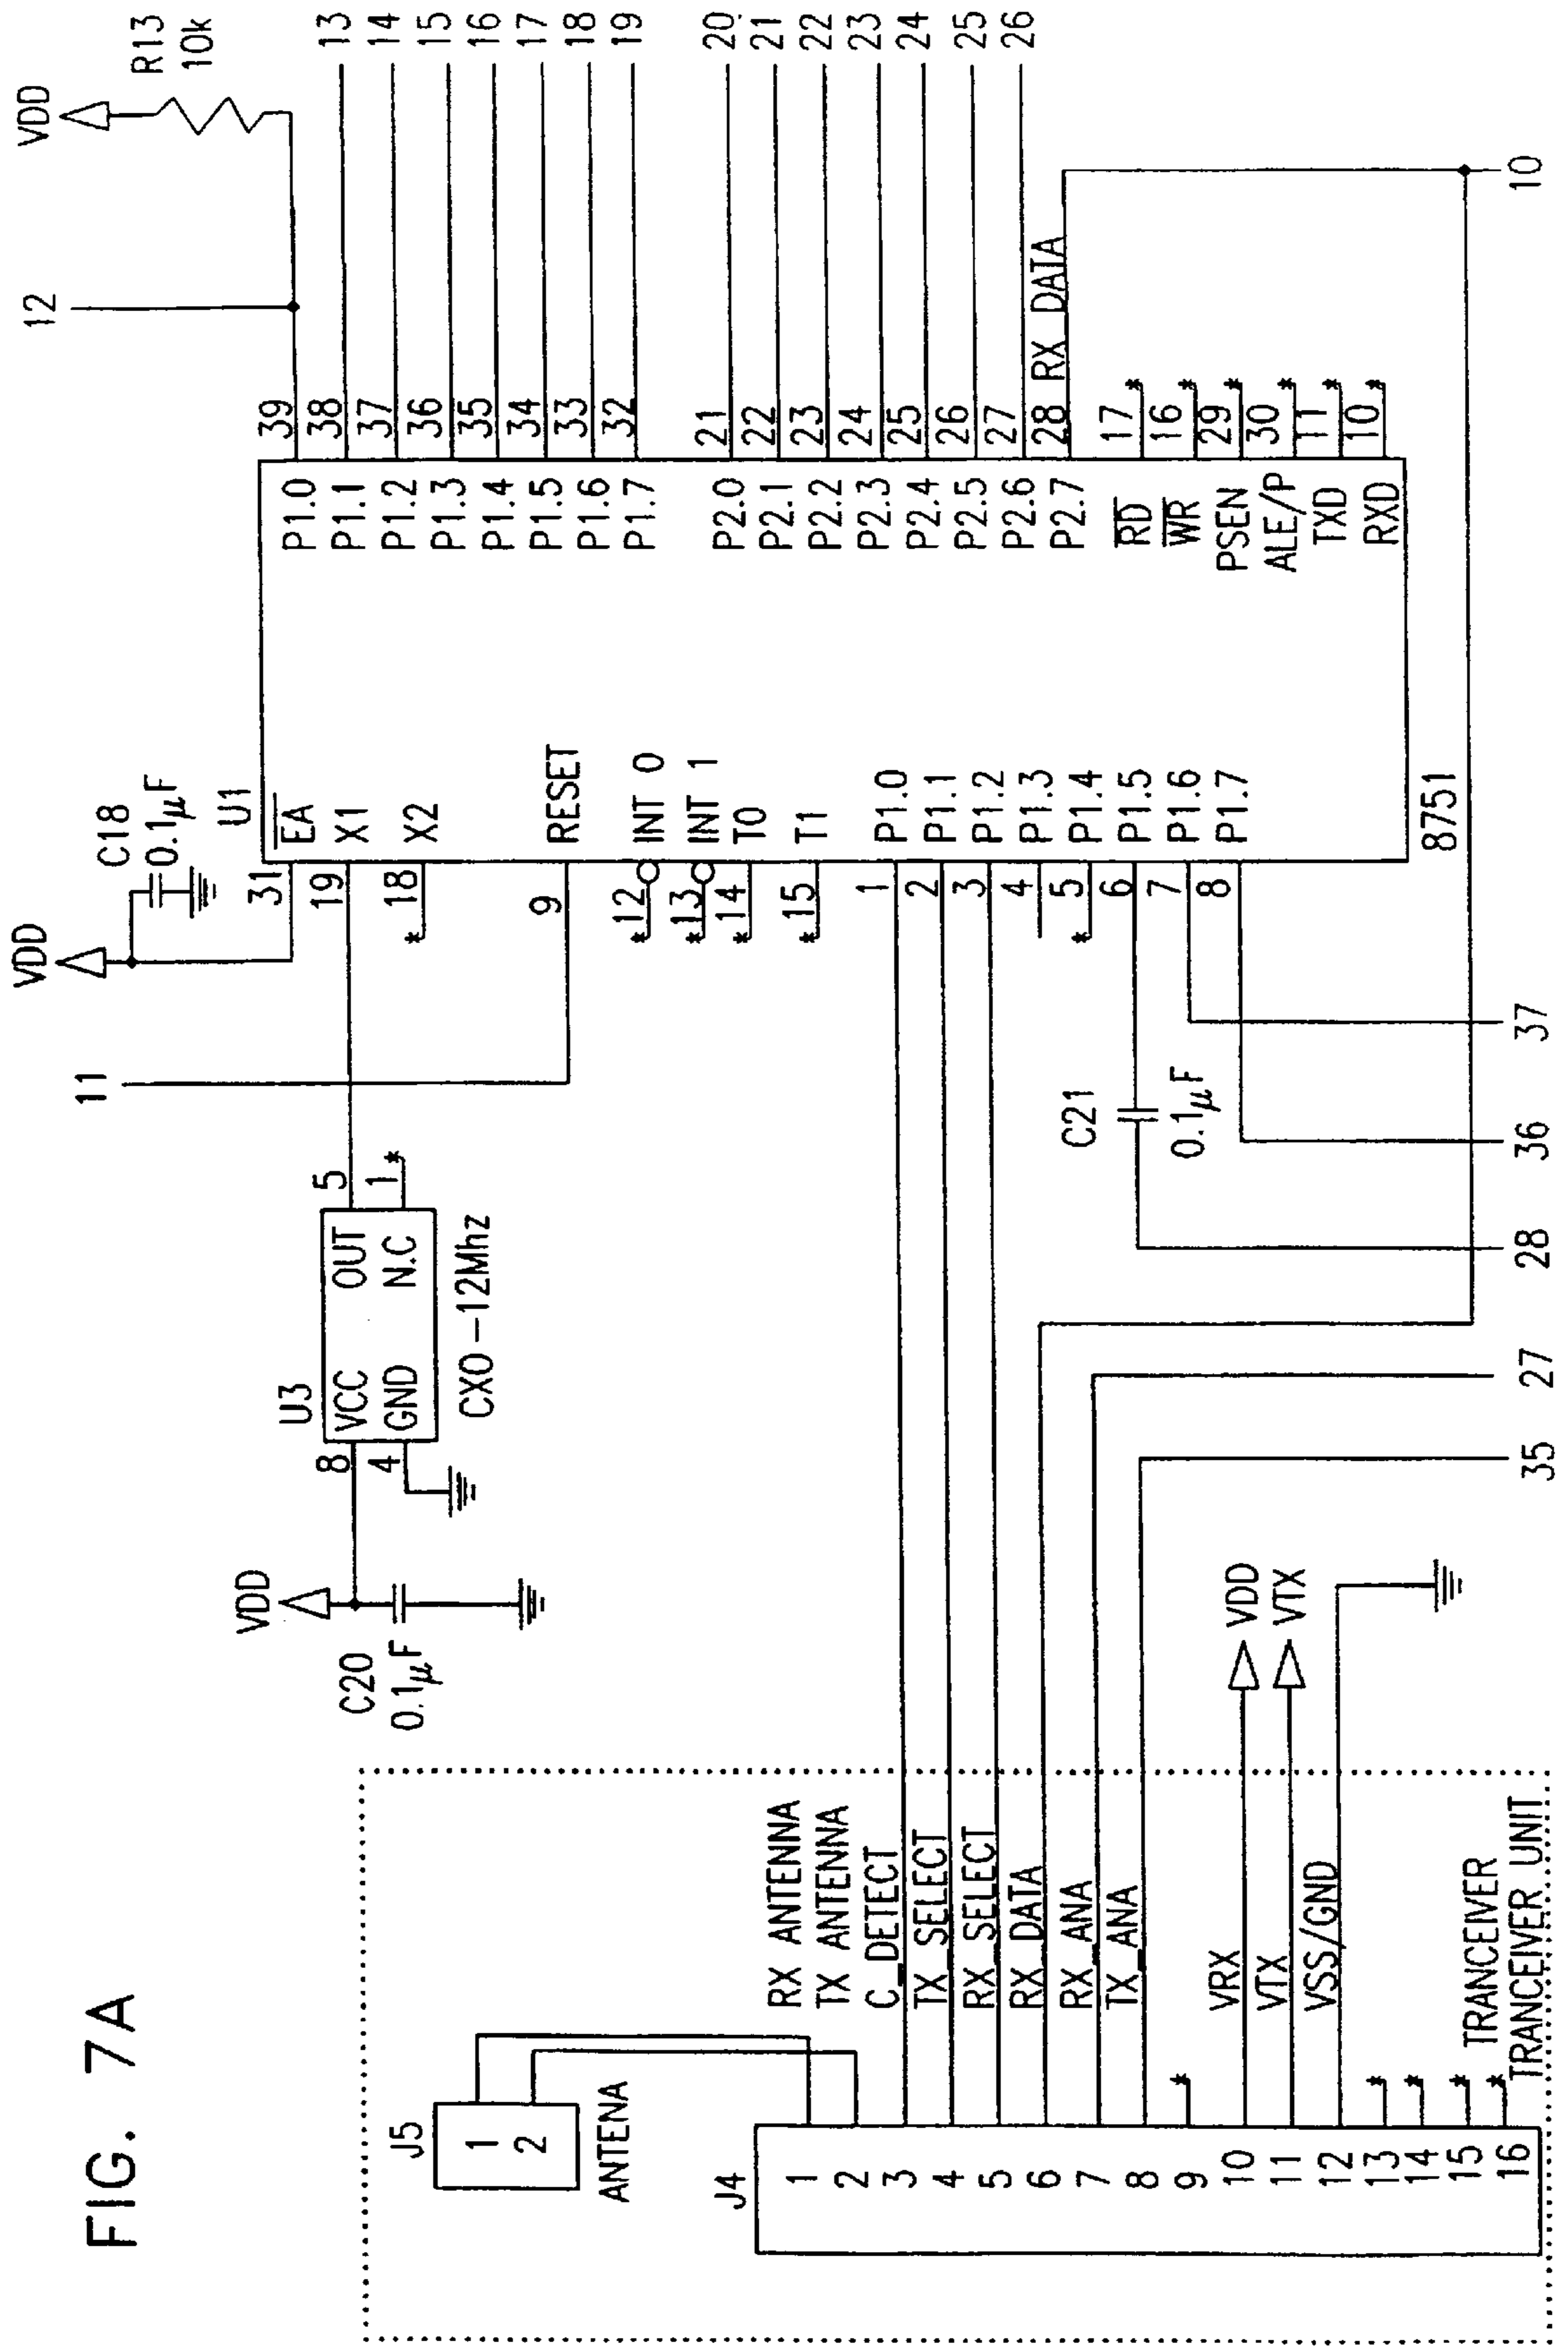 FIG. 7A
VDD
VDD
R13
10k
12
11
C18
0.1µF
VDD
C20
0.1µF
U3
8 VCC OUT 5
4 GND N.C 1*
CXO-12Mhz
U1
31 EA
19 X1
*18 X2
9 RESET
*12 INT 0
*13 INT 1
*14 T0
*15 T1
1 P1.0
2 P1.1
3 P1.2
4 P1.3
*5 P1.4
6 P1.5
7 P1.6
8 P1.7
P1.0 39
P1.1 38 13
P1.2 37 14
P1.3 36 15
P1.4 35 16
P1.5 34 17
P1.6 33 18
P1.7 32 19
P2.0 21 20
P2.1 22 21
P2.2 23 22
P2.3 24 23
P2.4 25 24
P2.5 26 25
P2.6 27 26
P2.7 28 RX_DATA
RD 17 *
WR 16 *
PSEN 29 *
ALE/P 30 *
TXD 11 *
RXD 10 *
8751
C21
0.1µF
J5
1
2
ANTENA
J4
1 RX ANTENNA
2 TX ANTENNA
3 C_DETECT
4 TX_SELECT
5 RX_SELECT
6 RX_DATA
7 RX_ANA
8 TX_ANA
9 *
10 VRX VDD
11 VTX VTX
12 VSS/GND
13 *
14 *
15 * TRANCEIVER
16 * TRANCEIVER UNIT
35 27 28 36 37 10